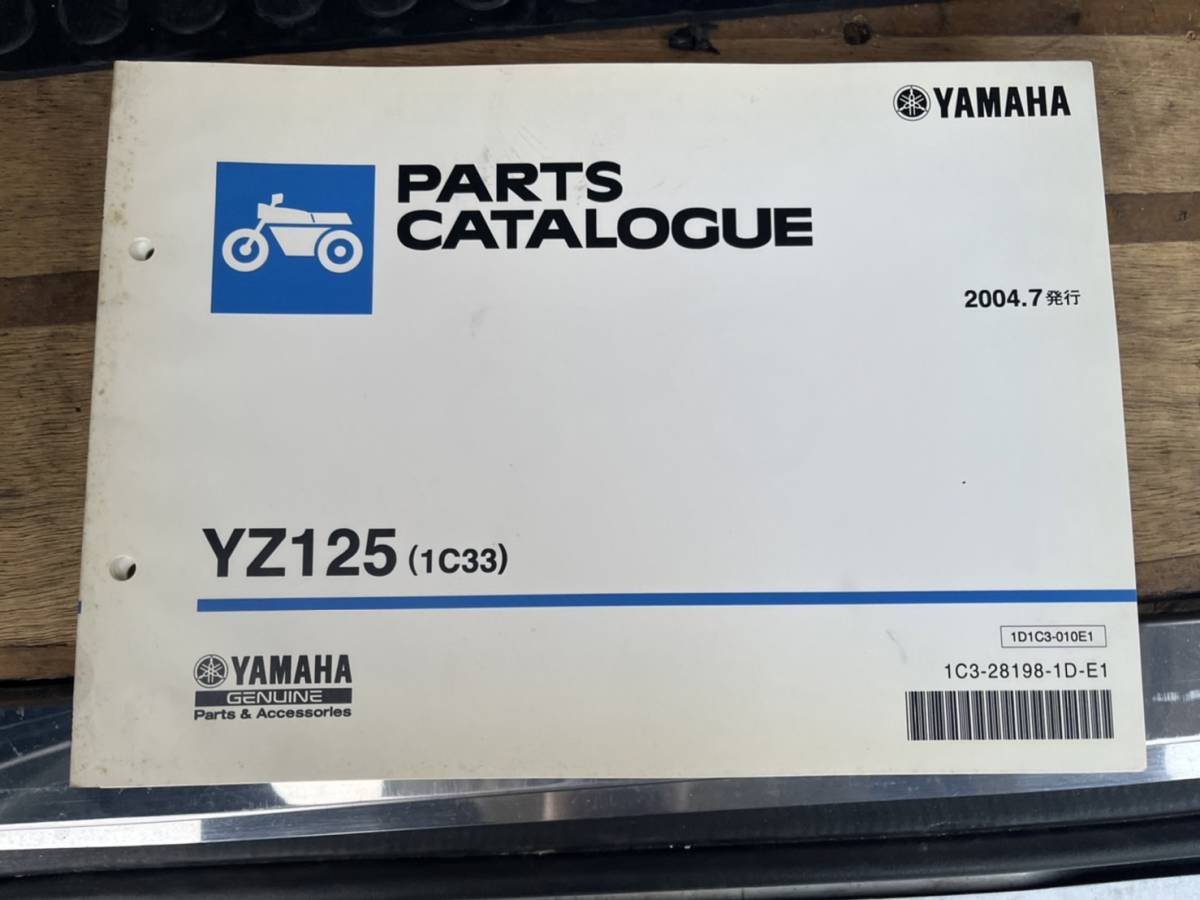 YAMAHA
PARTS
CATALOGUE
2004.7発行
YZ125 (1C33)
1D1C3-010E1
1C3-28198-1D-E1
YAMAHA
GENUINE
Parts & Accessories